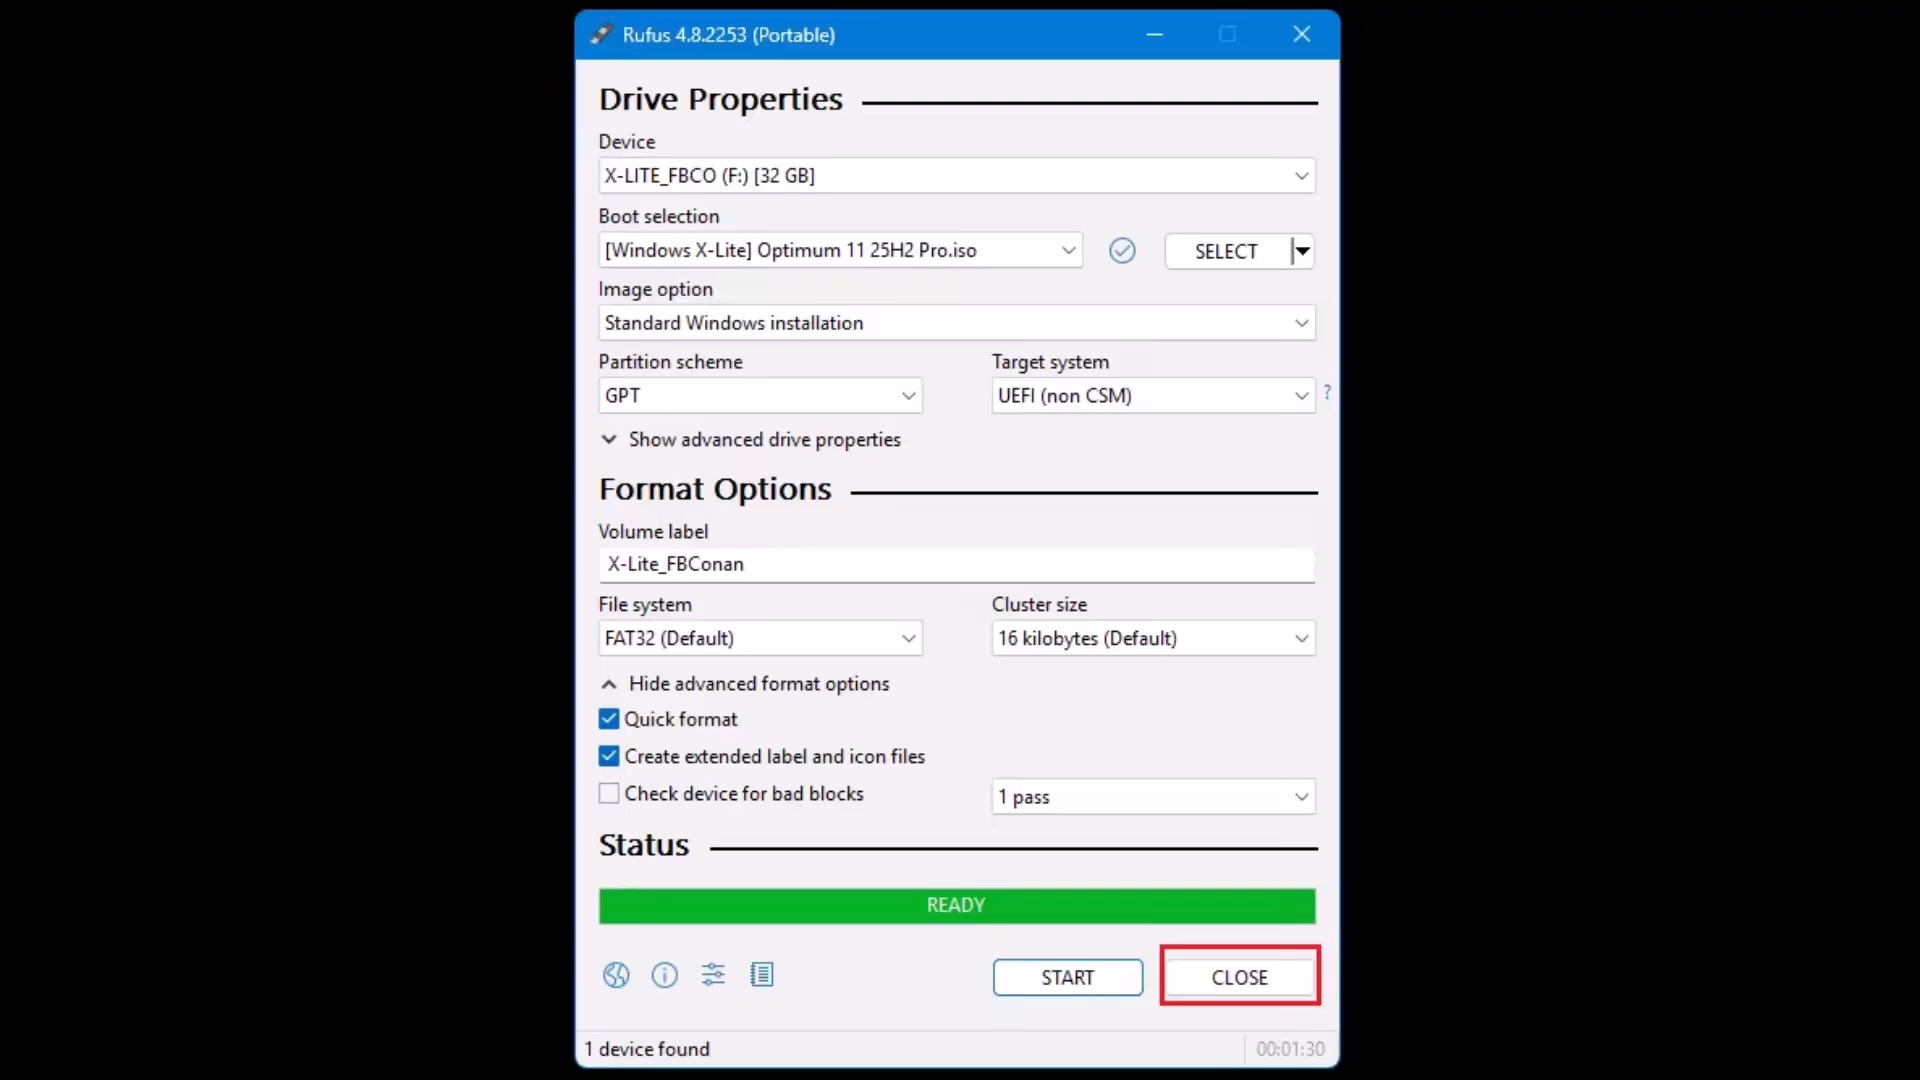 Rufus 4.8.2253 (Portable)
Drive Properties
Device
X-LITE_FBCO (F:) [32 GB]
Boot selection
[Windows X-Lite] Optimum 11 25H2 Pro.iso
SELECT
Image option
Standard Windows installation
Partition scheme
Target system
GPT
UEFI (non CSM)
?
Show advanced drive properties
Format Options
Volume label
X-Lite_FBConan
File system
Cluster size
FAT32 (Default)
16 kilobytes (Default)
Hide advanced format options
Quick format
Create extended label and icon files
Check device for bad blocks
1 pass
Status
READY
START
CLOSE
1 device found
00:01:30